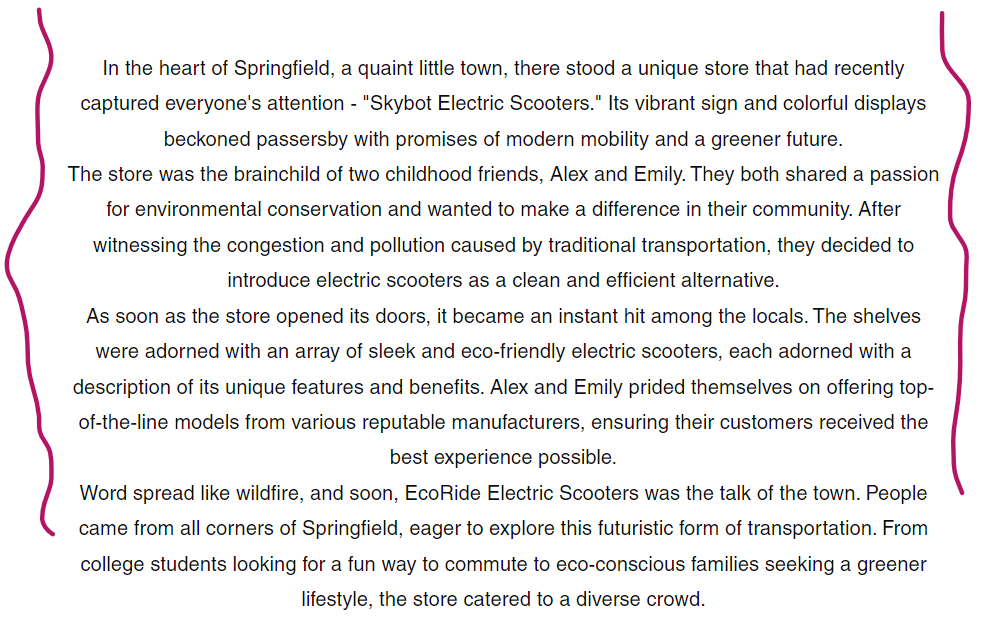 In the heart of Springfield, a quaint little town, there stood a unique store that had recently
captured everyone's attention - "Skybot Electric Scooters." Its vibrant sign and colorful displays
beckoned passersby with promises of modern mobility and a greener future.
The store was the brainchild of two childhood friends, Alex and Emily. They both shared a passion
for environmental conservation and wanted to make a difference in their community. After
witnessing the congestion and pollution caused by traditional transportation, they decided to
introduce electric scooters as a clean and efficient alternative.
As soon as the store opened its doors, it became an instant hit among the locals. The shelves
were adorned with an array of sleek and eco-friendly electric scooters, each adorned with a
description of its unique features and benefits. Alex and Emily prided themselves on offering top-
of-the-line models from various reputable manufacturers, ensuring their customers received the
best experience possible.
Word spread like wildfire, and soon, EcoRide Electric Scooters was the talk of the town. People
came from all corners of Springfield, eager to explore this futuristic form of transportation. From
college students looking for a fun way to commute to eco-conscious families seeking a greener
lifestyle, the store catered to a diverse crowd.